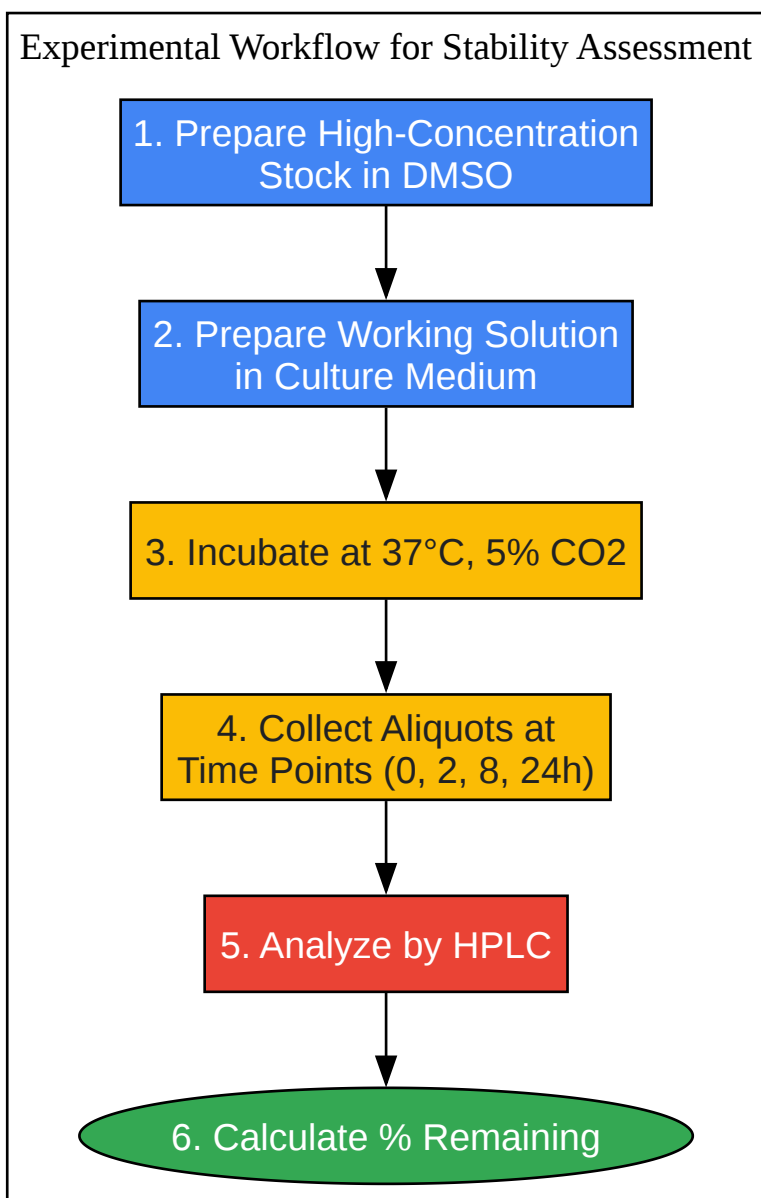 Experimental Workflow for Stability Assessment
1. Prepare High-Concentration
Stock in DMSO
2. Prepare Working Solution
in Culture Medium
3. Incubate at 37°C, 5% CO2
4. Collect Aliquots at
Time Points (0, 2, 8, 24h)
5. Analyze by HPLC
6. Calculate % Remaining